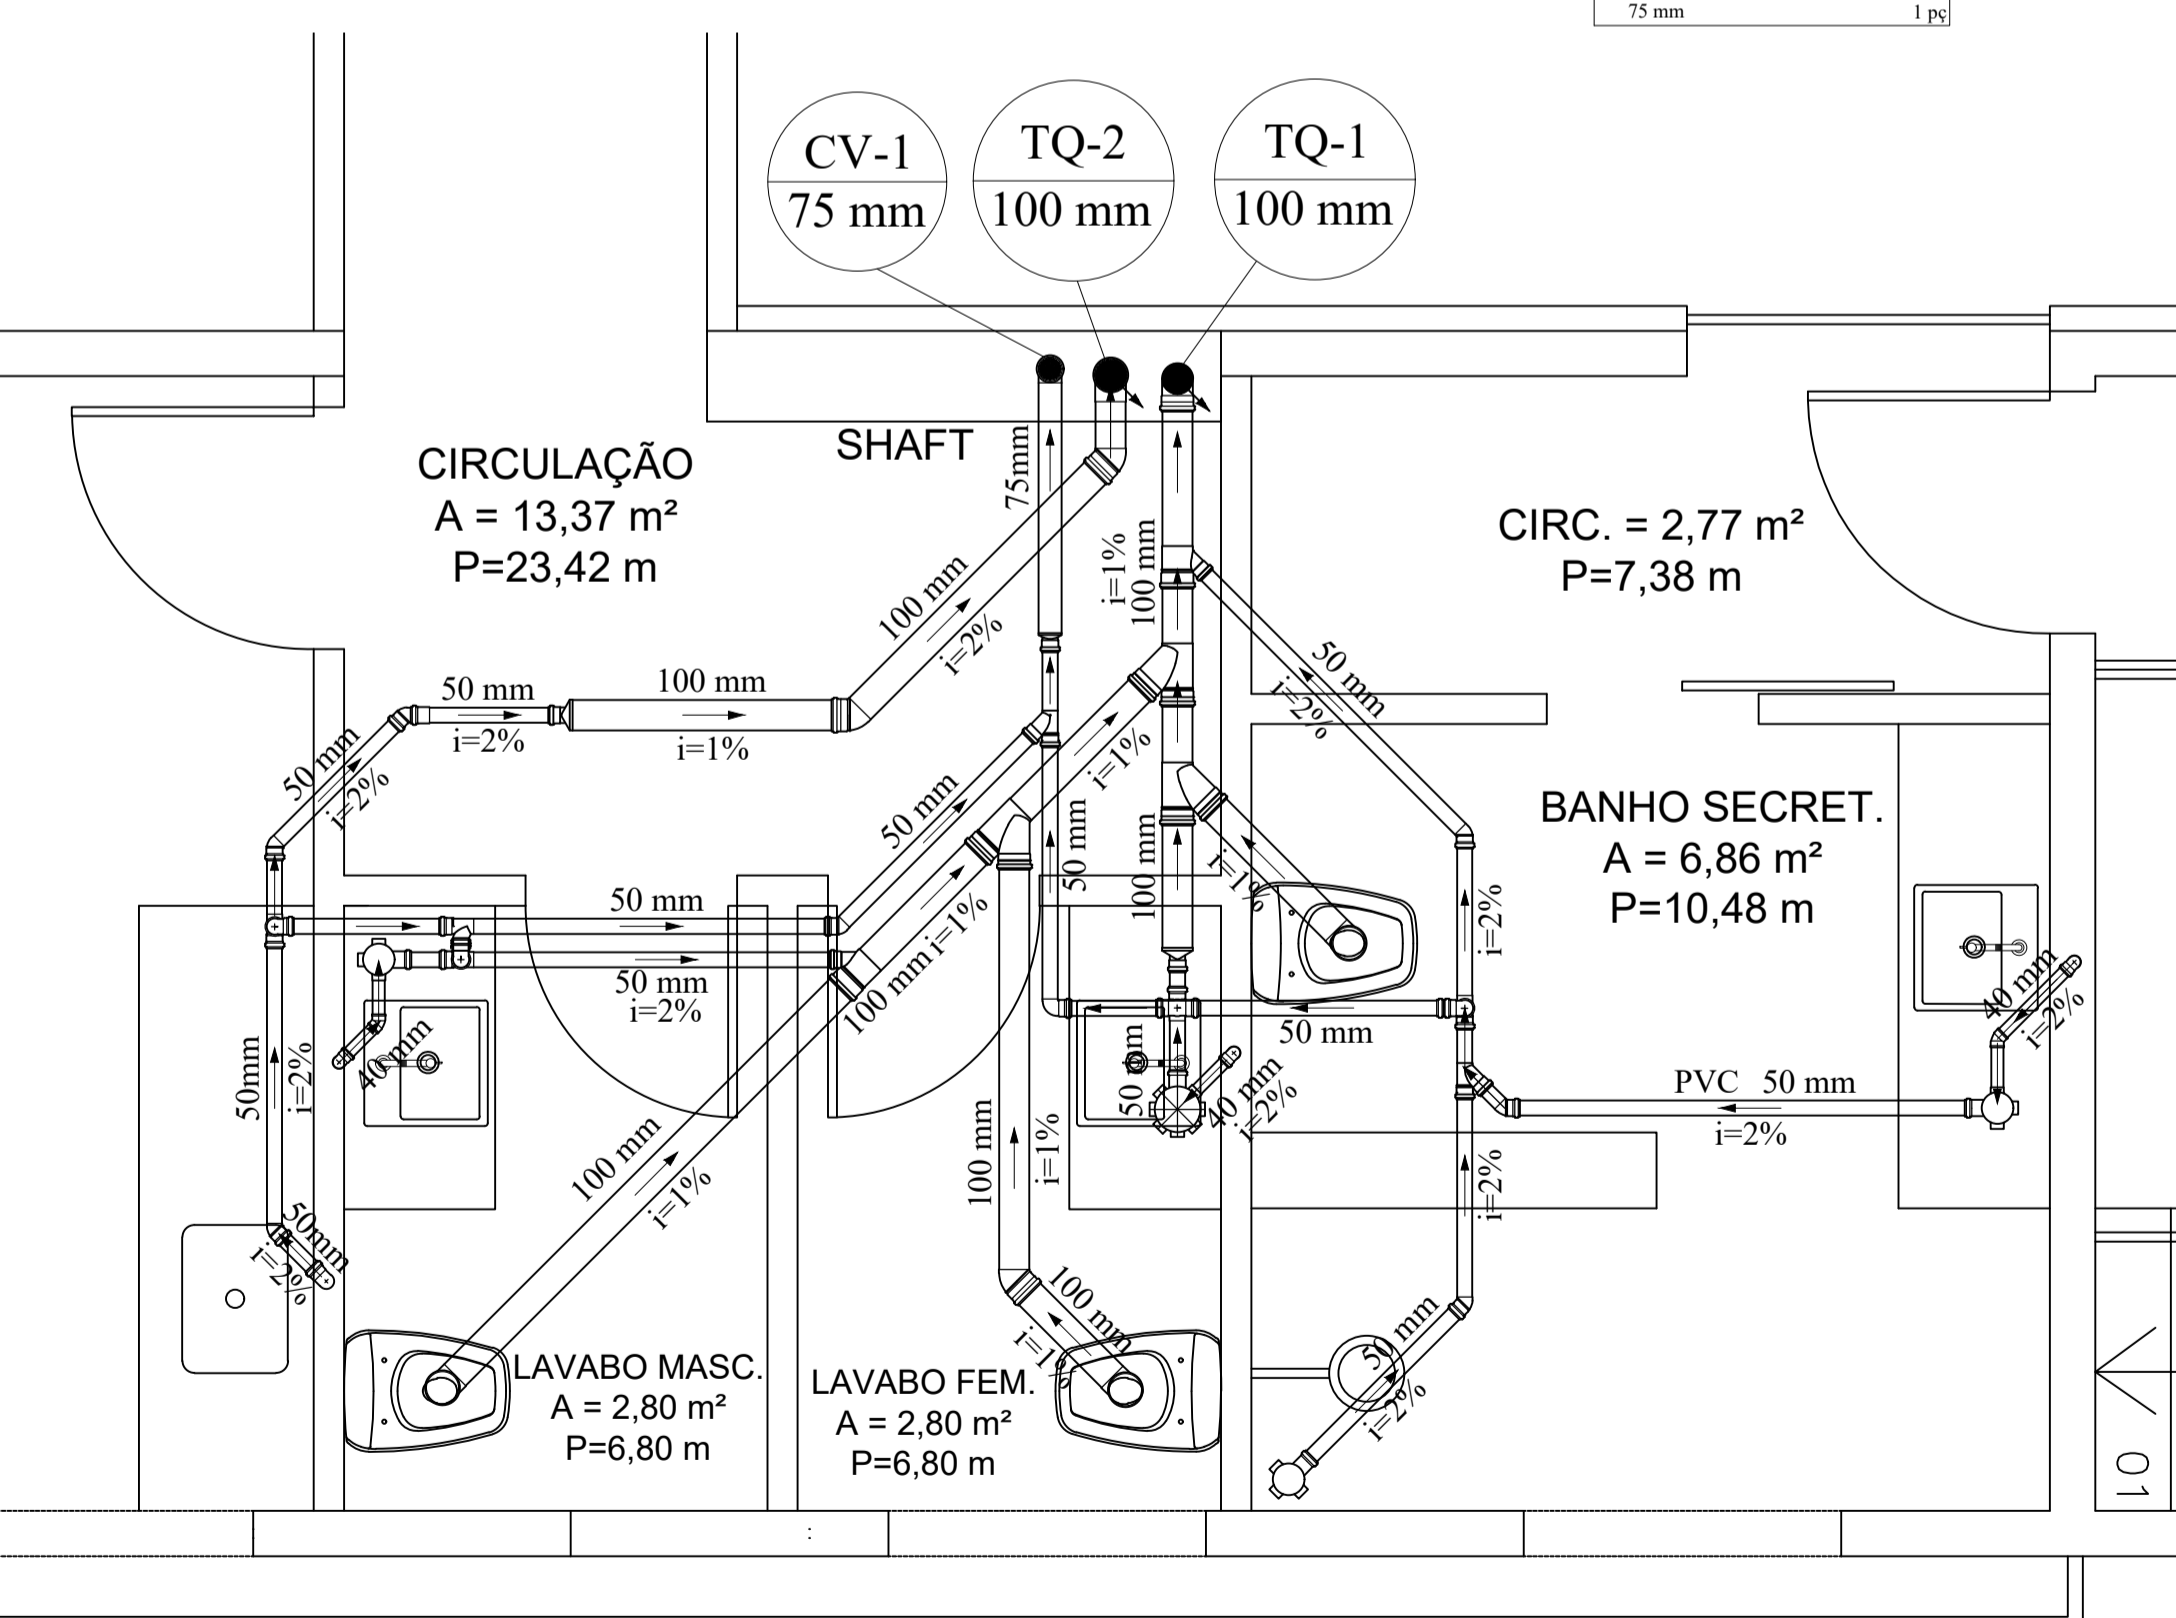 75 mm 1 pç
CV-1
75 mm
TQ-2
100 mm
TQ-1
100 mm
CIRCULAÇÃO
A = 13,37 m²
P=23,42 m
SHAFT
75mm
CIRC. = 2,77 m²
P=7,38 m
100 mm
i=2%
i=1%
100 mm
50 mm
i=2%
50 mm
i=2%
100 mm
i=1%
50 mm
i=2%
i=1%
50 mm
50 mm
100 mm
i=1%
BANHO SECRET.
A = 6,86 m²
P=10,48 m
50 mm
50 mm
i=2%
100 mm
i=1%
i=2%
50 mm
40 mm
i=2%
50mm
i=2%
40 mm
50 mm
40 mm
i=2%
PVC 50 mm
i=2%
100 mm
i=1%
100 mm
i=1%
i=2%
50mm
i=2%
100 mm
i=1%
50 mm
i=2%
LAVABO MASC.
A = 2,80 m²
P=6,80 m
LAVABO FEM.
A = 2,80 m²
P=6,80 m
01